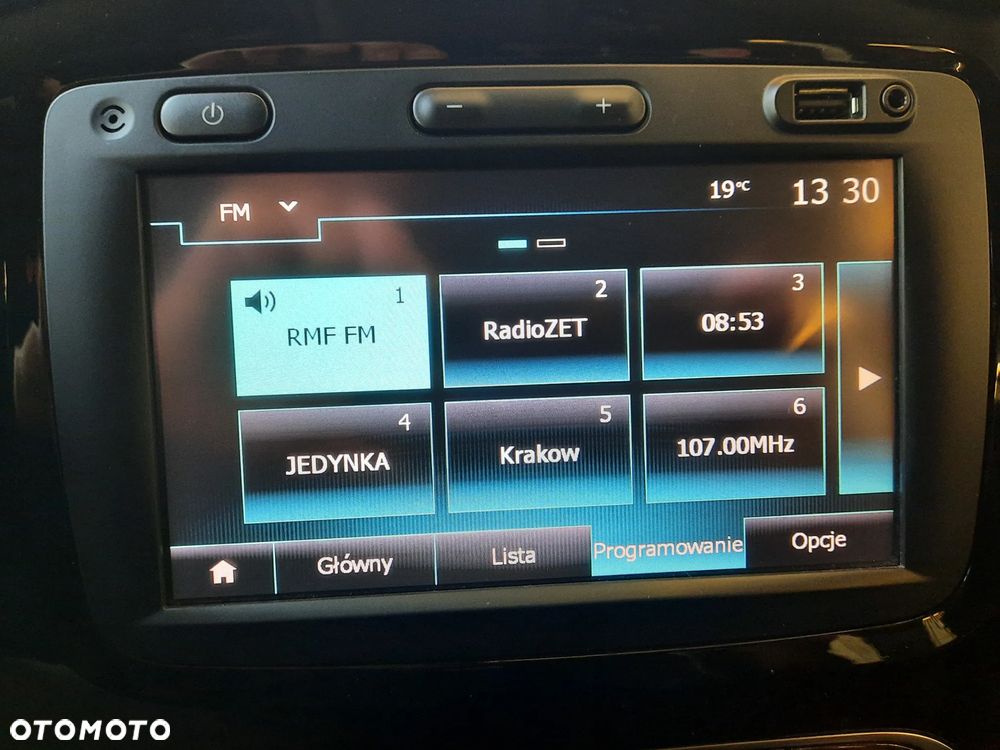 − +
FM 19°C 13 30
1
RMF FM
2
RadioZET
3
08:53
4
JEDYNKA
5
Krakow
6
107.00MHz
Główny
Lista
Programowanie
Opcje
OTOMOTO